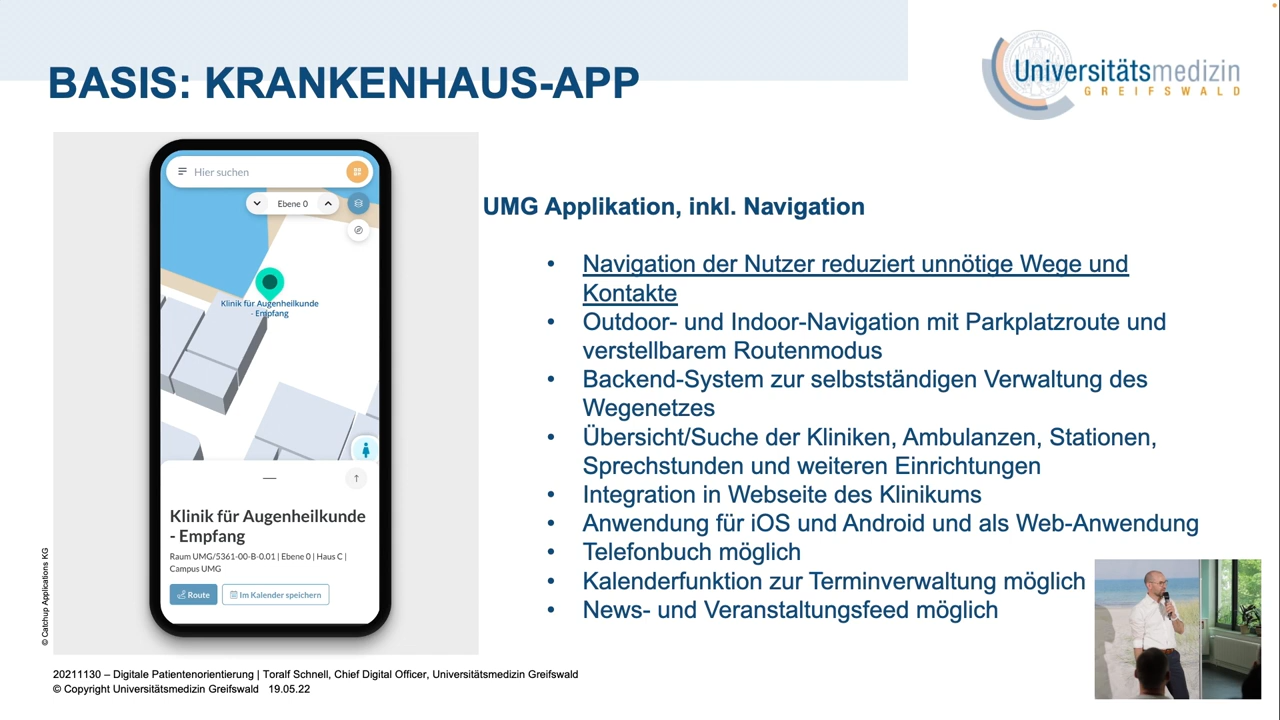 BASIS: KRANKENHAUS-APP
Universitätsmedizin
GREIFSWALD
Hier suchen
Ebene 0
Klinik für Augenheilkunde
- Empfang
Klinik für Augenheilkunde
- Empfang
Raum UMG/5361-00-B-0.01 | Ebene 0 | Haus C |
Campus UMG
Route
Im Kalender speichern
© Catchup Applications KG
UMG Applikation, inkl. Navigation
• Navigation der Nutzer reduziert unnötige Wege und
Kontakte
• Outdoor- und Indoor-Navigation mit Parkplatzroute und
verstellbarem Routenmodus
• Backend-System zur selbstständigen Verwaltung des
Wegenetzes
• Übersicht/Suche der Kliniken, Ambulanzen, Stationen,
Sprechstunden und weiteren Einrichtungen
• Integration in Webseite des Klinikums
• Anwendung für iOS und Android und als Web-Anwendung
• Telefonbuch möglich
• Kalenderfunktion zur Terminverwaltung möglich
• News- und Veranstaltungsfeed möglich
20211130 – Digitale Patientenorientierung | Toralf Schnell, Chief Digital Officer, Universitätsmedizin Greifswald
© Copyright Universitätsmedizin Greifswald 19.05.22